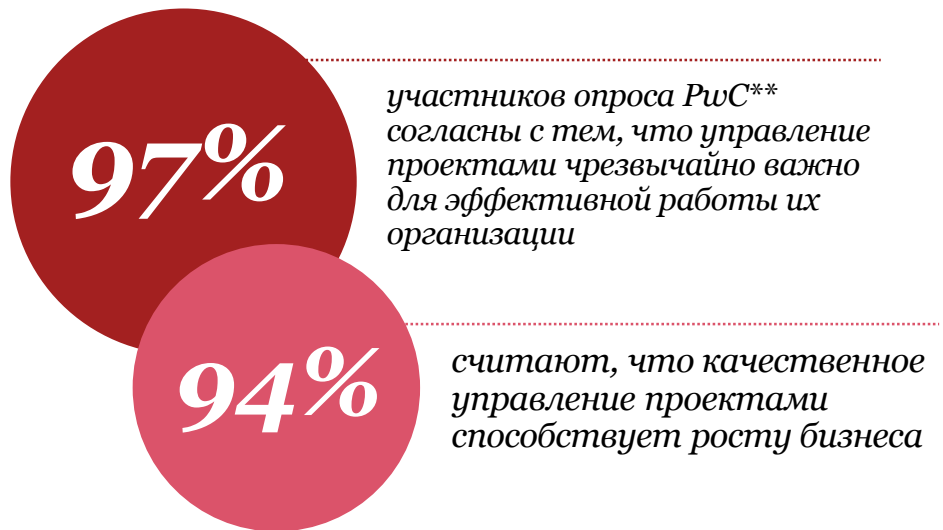 97%
участников опроса PwC**
согласны с тем, что управление
проектами чрезвычайно важно
для эффективной работы их
организации
94%
считают, что качественное
управление проектами
способствует росту бизнеса